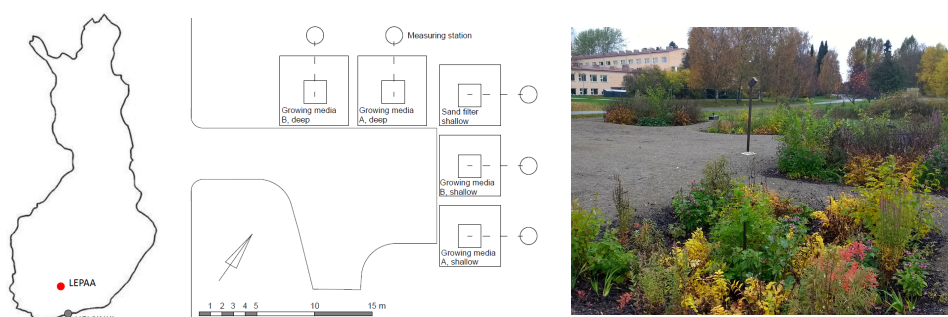 LEPAA
Measuring station
Growing media
B, deep
Growing media
A, deep
Sand filter
shallow
Growing media
B, shallow
Growing media
A, shallow
1 2 3 4 5 10 15 m